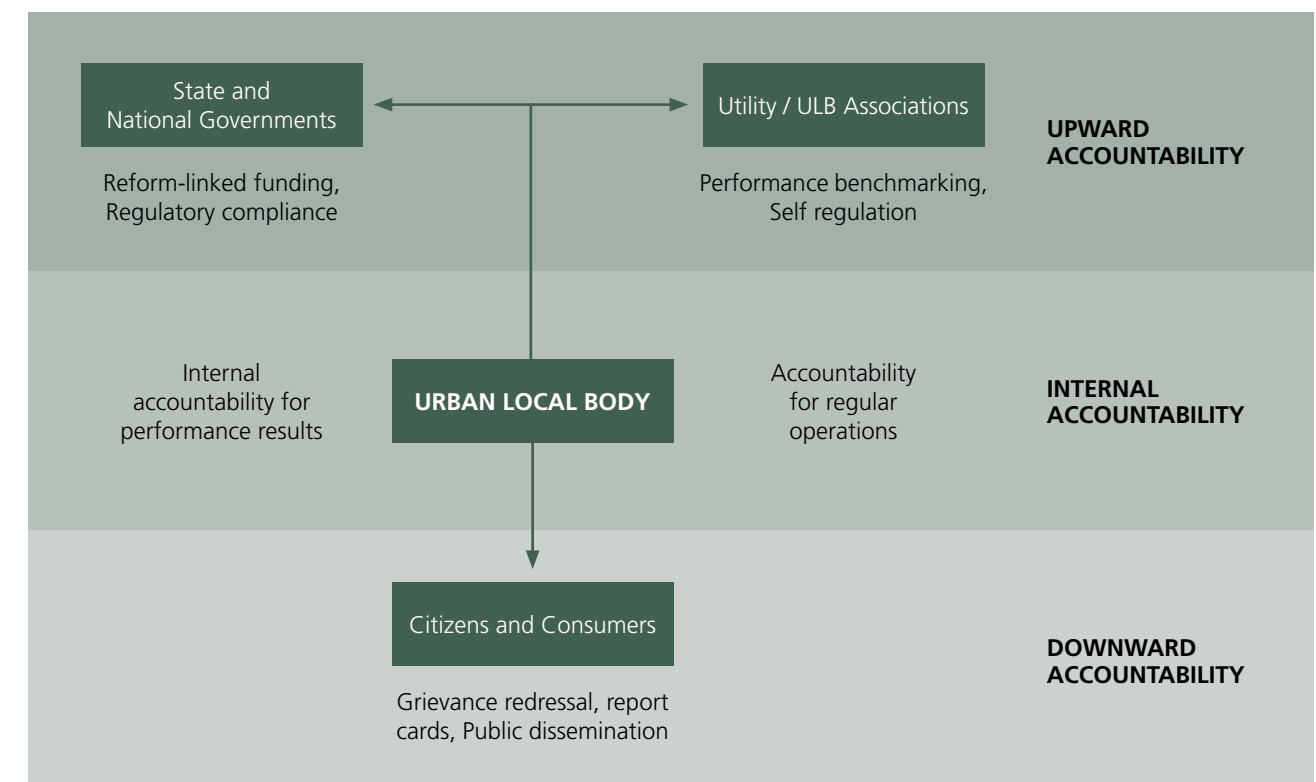 State and
National Governments
Utility / ULB Associations
UPWARD
ACCOUNTABILITY
Reform-linked funding,
Regulatory compliance
Performance benchmarking,
Self regulation
Internal
accountability for
performance results
URBAN LOCAL BODY
Accountability
for regular
operations
INTERNAL
ACCOUNTABILITY
Citizens and Consumers
DOWNWARD
ACCOUNTABILITY
Grievance redressal, report
cards, Public dissemination